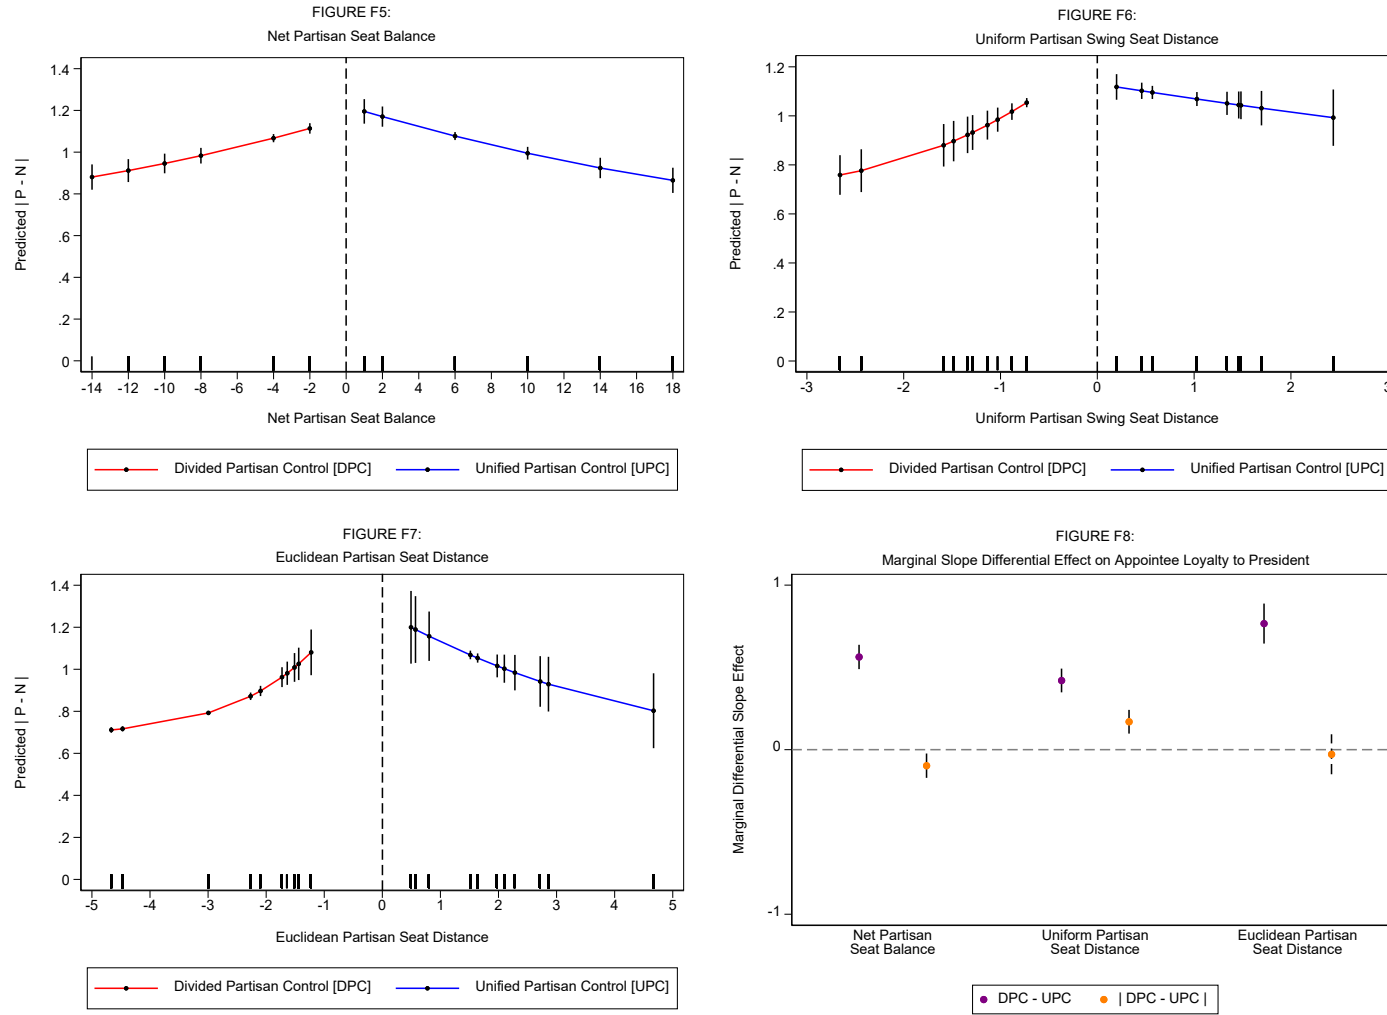 FIGURE F5:
Net Partisan Seat Balance
Predicted | P - N |
1.4
1.2
1
.8
.6
.4
.2
0
-14 -12 -10 -8 -6 -4 -2 0 2 4 6 8 10 12 14 16 18
Net Partisan Seat Balance
Divided Partisan Control [DPC] Unified Partisan Control [UPC]
FIGURE F6:
Uniform Partisan Swing Seat Distance
Predicted | P - N |
1.2
1
.8
.6
.4
.2
0
-3 -2 -1 0 1 2 3
Uniform Partisan Swing Seat Distance
Divided Partisan Control [DPC] Unified Partisan Control [UPC]
FIGURE F7:
Euclidean Partisan Seat Distance
Predicted | P - N |
1.4
1.2
1
.8
.6
.4
.2
0
-5 -4 -3 -2 -1 0 1 2 3 4 5
Euclidean Partisan Seat Distance
Divided Partisan Control [DPC] Unified Partisan Control [UPC]
FIGURE F8:
Marginal Slope Differential Effect on Appointee Loyalty to President
Marginal Differential Slope Effect
1
0
-1
Net Partisan
Seat Balance
Uniform Partisan
Seat Distance
Euclidean Partisan
Seat Distance
DPC - UPC | DPC - UPC |